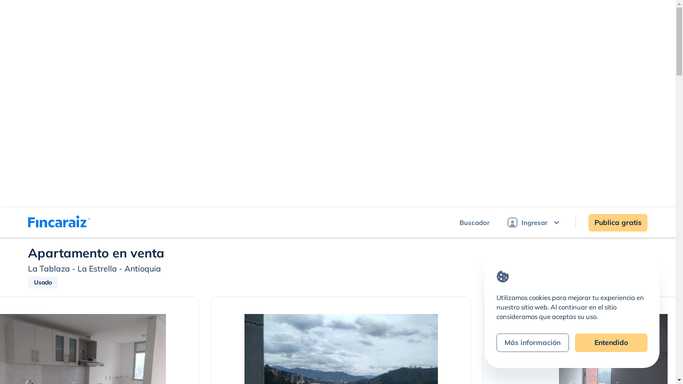 Fincaraiz
Buscador
Ingresar
Publica gratis
Apartamento en venta
La Tablaza - La Estrella - Antioquia
Usado
Utilizamos cookies para mejorar tu experiencia en
nuestro sitio web. Al continuar en el sitio
consideramos que aceptas su uso.
Más información
Entendido